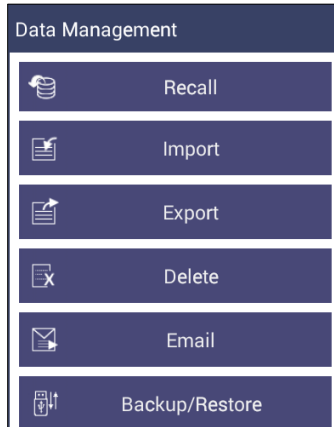 Data Management
Recall
Import
Export
Delete
Email
Backup/Restore